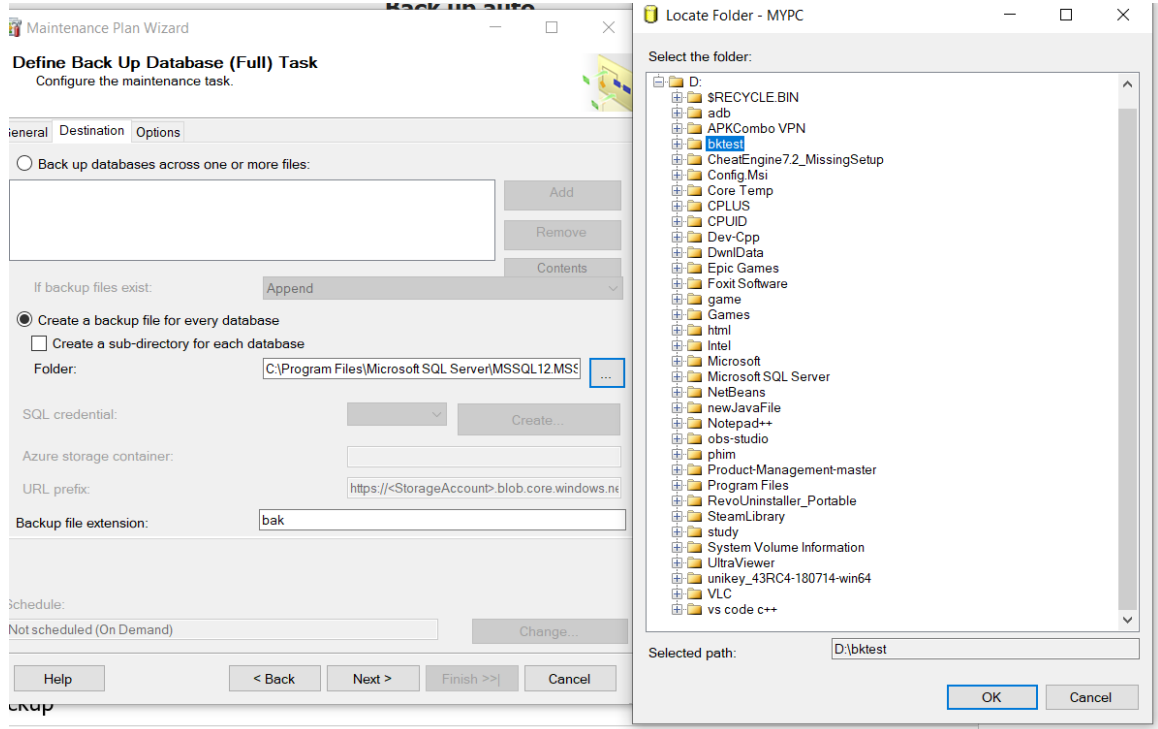 Back up auto
Maintenance Plan Wizard
Define Back Up Database (Full) Task
Configure the maintenance task.
General Destination Options
Back up databases across one or more files:
Add
Remove
Contents
If backup files exist: Append
Create a backup file for every database
Create a sub-directory for each database
Folder: C:\Program Files\Microsoft SQL Server\MSSQL12.MSS ...
SQL credential: Create...
Azure storage container:
URL prefix: https://<StorageAccount>.blob.core.windows.ne
Backup file extension: bak
Schedule:
Not scheduled (On Demand) Change...
Help < Back Next > Finish >>| Cancel
ckup
Locate Folder - MYPC
Select the folder:
D:
$RECYCLE.BIN
adb
APKCombo VPN
bktest
CheatEngine7.2_MissingSetup
Config.Msi
Core Temp
CPLUS
CPUID
Dev-Cpp
DwnlData
Epic Games
Foxit Software
game
Games
html
Intel
Microsoft
Microsoft SQL Server
NetBeans
newJavaFile
Notepad++
obs-studio
phim
Product-Management-master
Program Files
RevoUninstaller_Portable
SteamLibrary
study
System Volume Information
UltraViewer
unikey_43RC4-180714-win64
VLC
vs code c++
Selected path: D:\bktest
OK Cancel